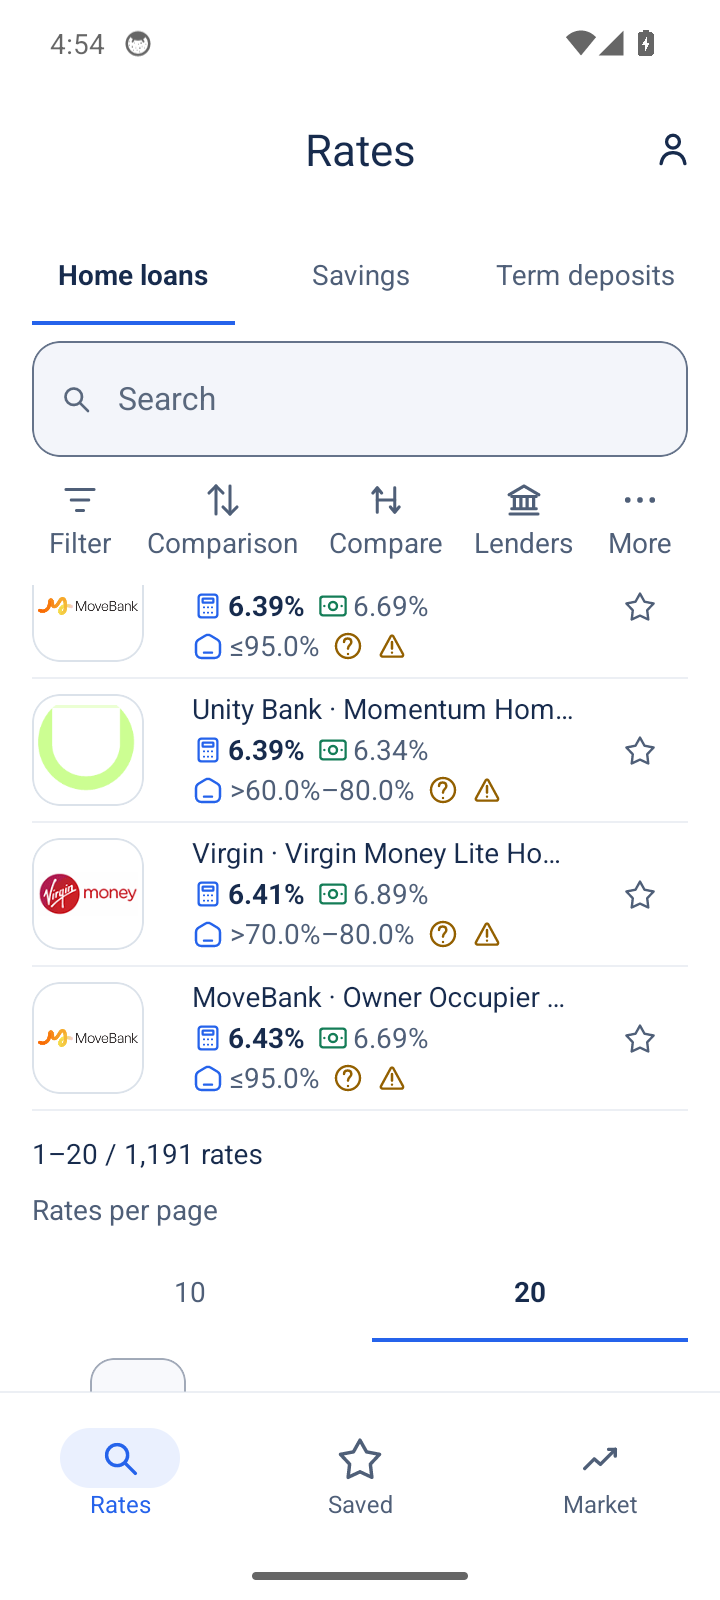 4:54
Rates
Home loans
Savings
Term deposits
Search
Filter
Comparison
Compare
Lenders
More
MoveBank
6.39% 6.69%
≤95.0%
Unity Bank · Momentum Hom...
6.39% 6.34%
>60.0%–80.0%
Virgin money
Virgin · Virgin Money Lite Ho...
6.41% 6.89%
>70.0%–80.0%
MoveBank
MoveBank · Owner Occupier ...
6.43% 6.69%
≤95.0%
1–20 / 1,191 rates
Rates per page
10
20
Rates
Saved
Market